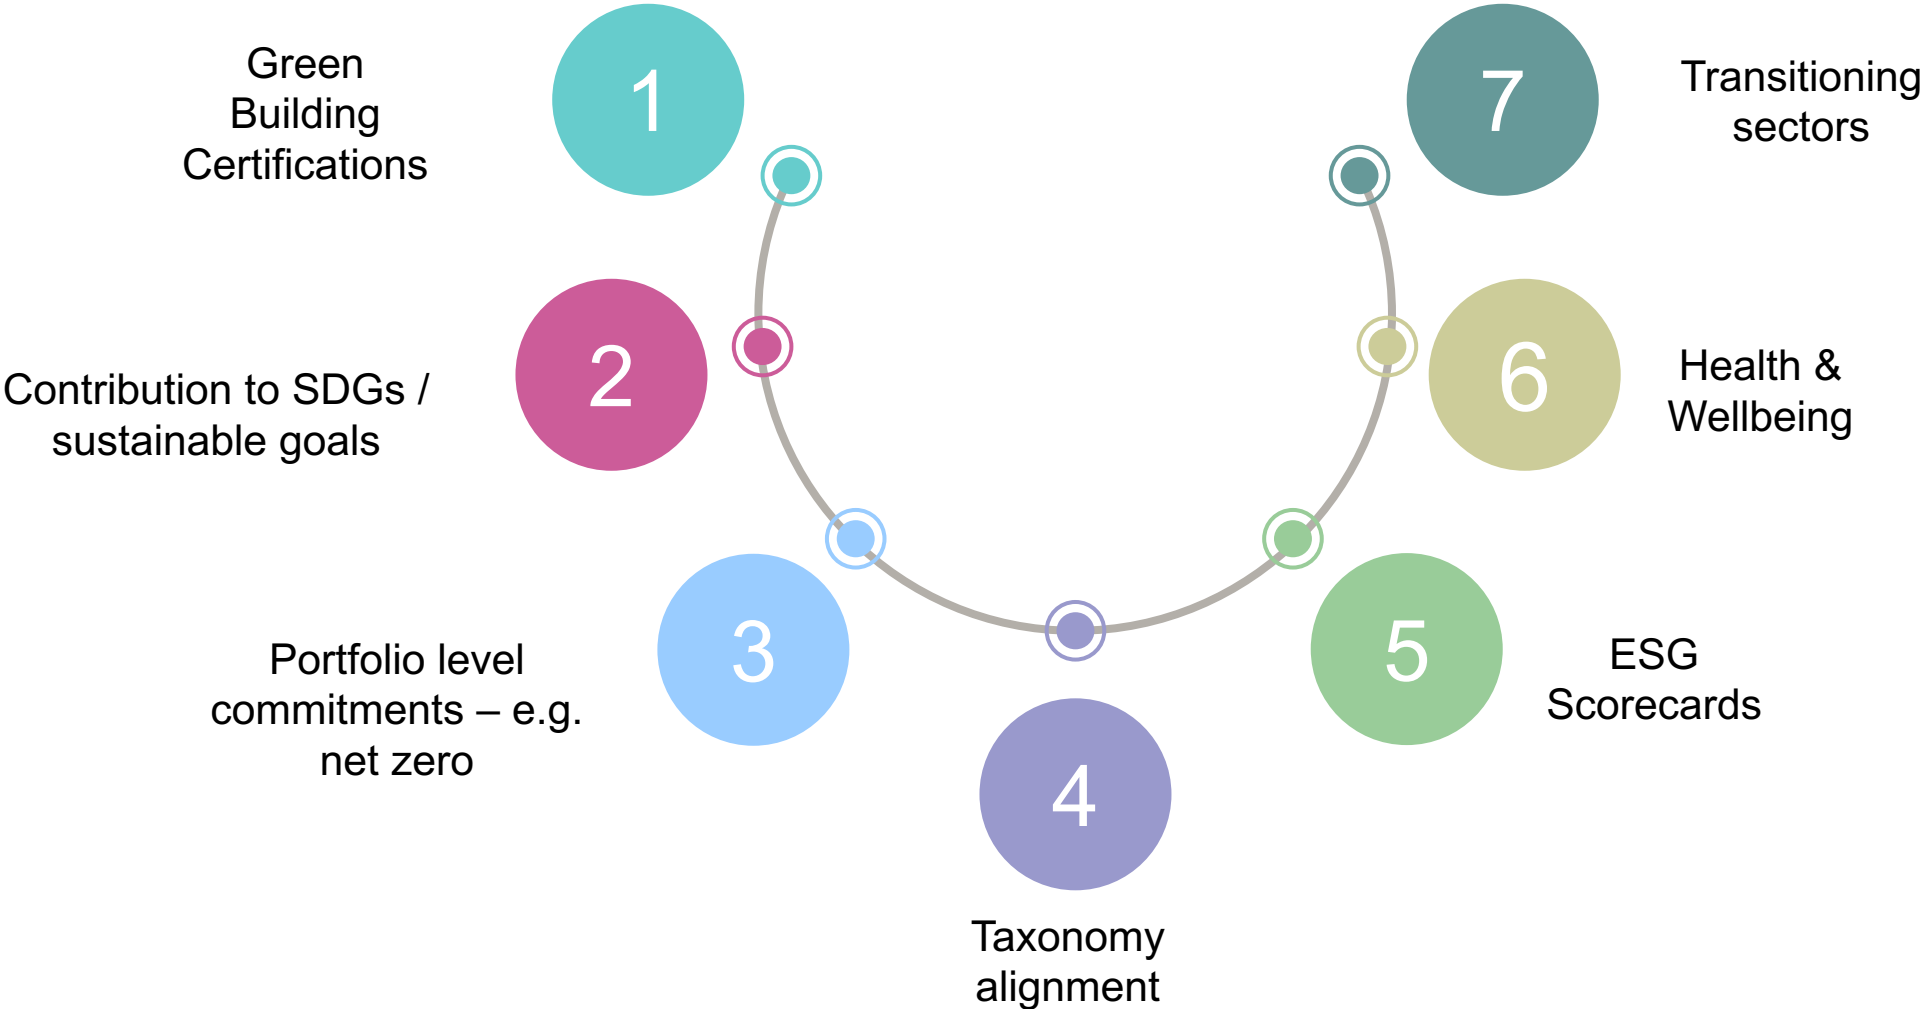 1
Green
Building
Certifications
2
Contribution to SDGs /
sustainable goals
3
Portfolio level
commitments – e.g.
net zero
4
Taxonomy
alignment
5
ESG
Scorecards
6
Health &
Wellbeing
7
Transitioning
sectors